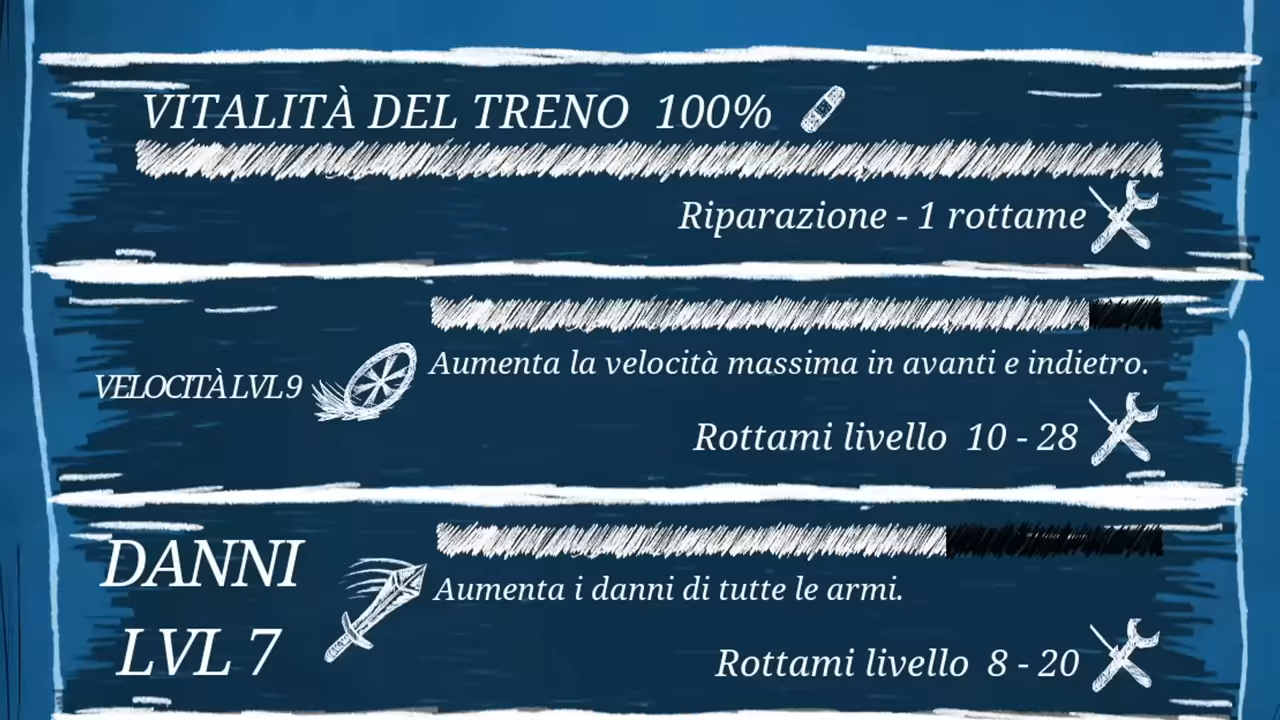 VITALITÀ DEL TRENO 100%
Riparazione - 1 rottame
VELOCITÀ LVL 9
Aumenta la velocità massima in avanti e indietro.
Rottami livello 10 - 28
DANNI
LVL 7
Aumenta i danni di tutte le armi.
Rottami livello 8 - 20